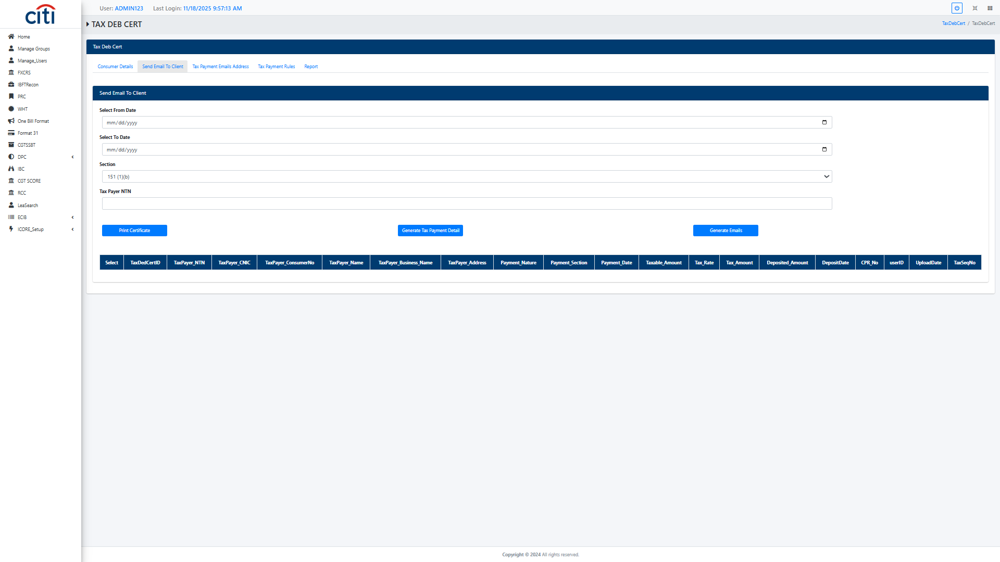 citi
User: ADMIN123 Last Login: 11/18/2025 9:57:13 AM
TAX DEB CERT
TaxDebCert / TaxDebCert
Home
Manage Groups
Manage_Users
FXCRS
IBFTRecon
PRC
WHT
One Bill Format
Format 31
CGTSSBT
DPC
IBC
CGT SCORE
RCC
LeaSearch
ECIB
ICORE_Setup
Tax Deb Cert
Consumer Details Send Email To Client Tax Payment Emails Address Tax Payment Rules Report
Send Email To Client
Select From Date
mm/dd/yyyy
Select To Date
mm/dd/yyyy
Section
151 (1)(b)
Tax Payer NTN
Print Certificate Generate Tax Payment Detail Generate Emails
Select TaxDedCertID TaxPayer_NTN TaxPayer_CNIC TaxPayer_ConsumerNo TaxPayer_Name TaxPayer_Business_Name TaxPayer_Address Payment_Nature Payment_Section Payment_Date Taxable_Amount Tax_Rate Tax_Amount Deposited_Amount DepositDate CPR_No userID UploadDate TaxSeqNo
Copyright © 2024 All rights reserved.